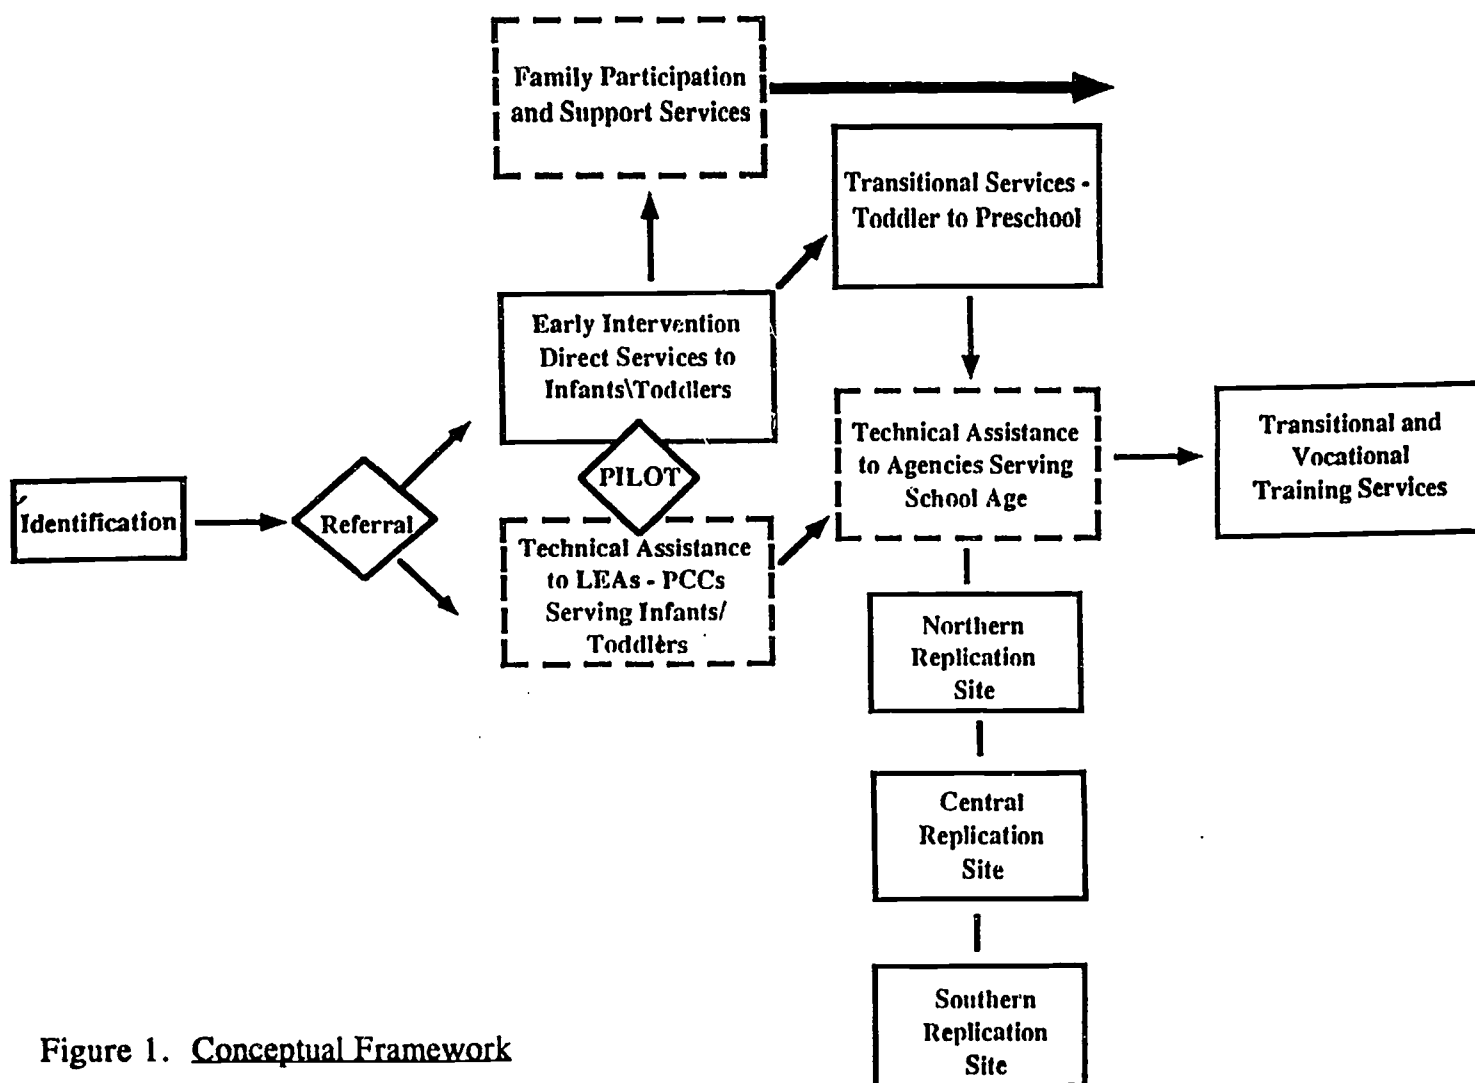 Family Participation
and Support Services
Transitional Services -
Toddler to Preschool
Early Intervention
Direct Services to
Infants\Toddlers
Technical Assistance
to Agencies Serving
School Age
Transitional and
Vocational
Training Services
PILOT
Identification
Referral
Technical Assistance
to LEAs - PCCs
Serving Infants/
Toddlers
Northern
Replication
Site
Central
Replication
Site
Southern
Replication
Site
Figure 1. Conceptual Framework